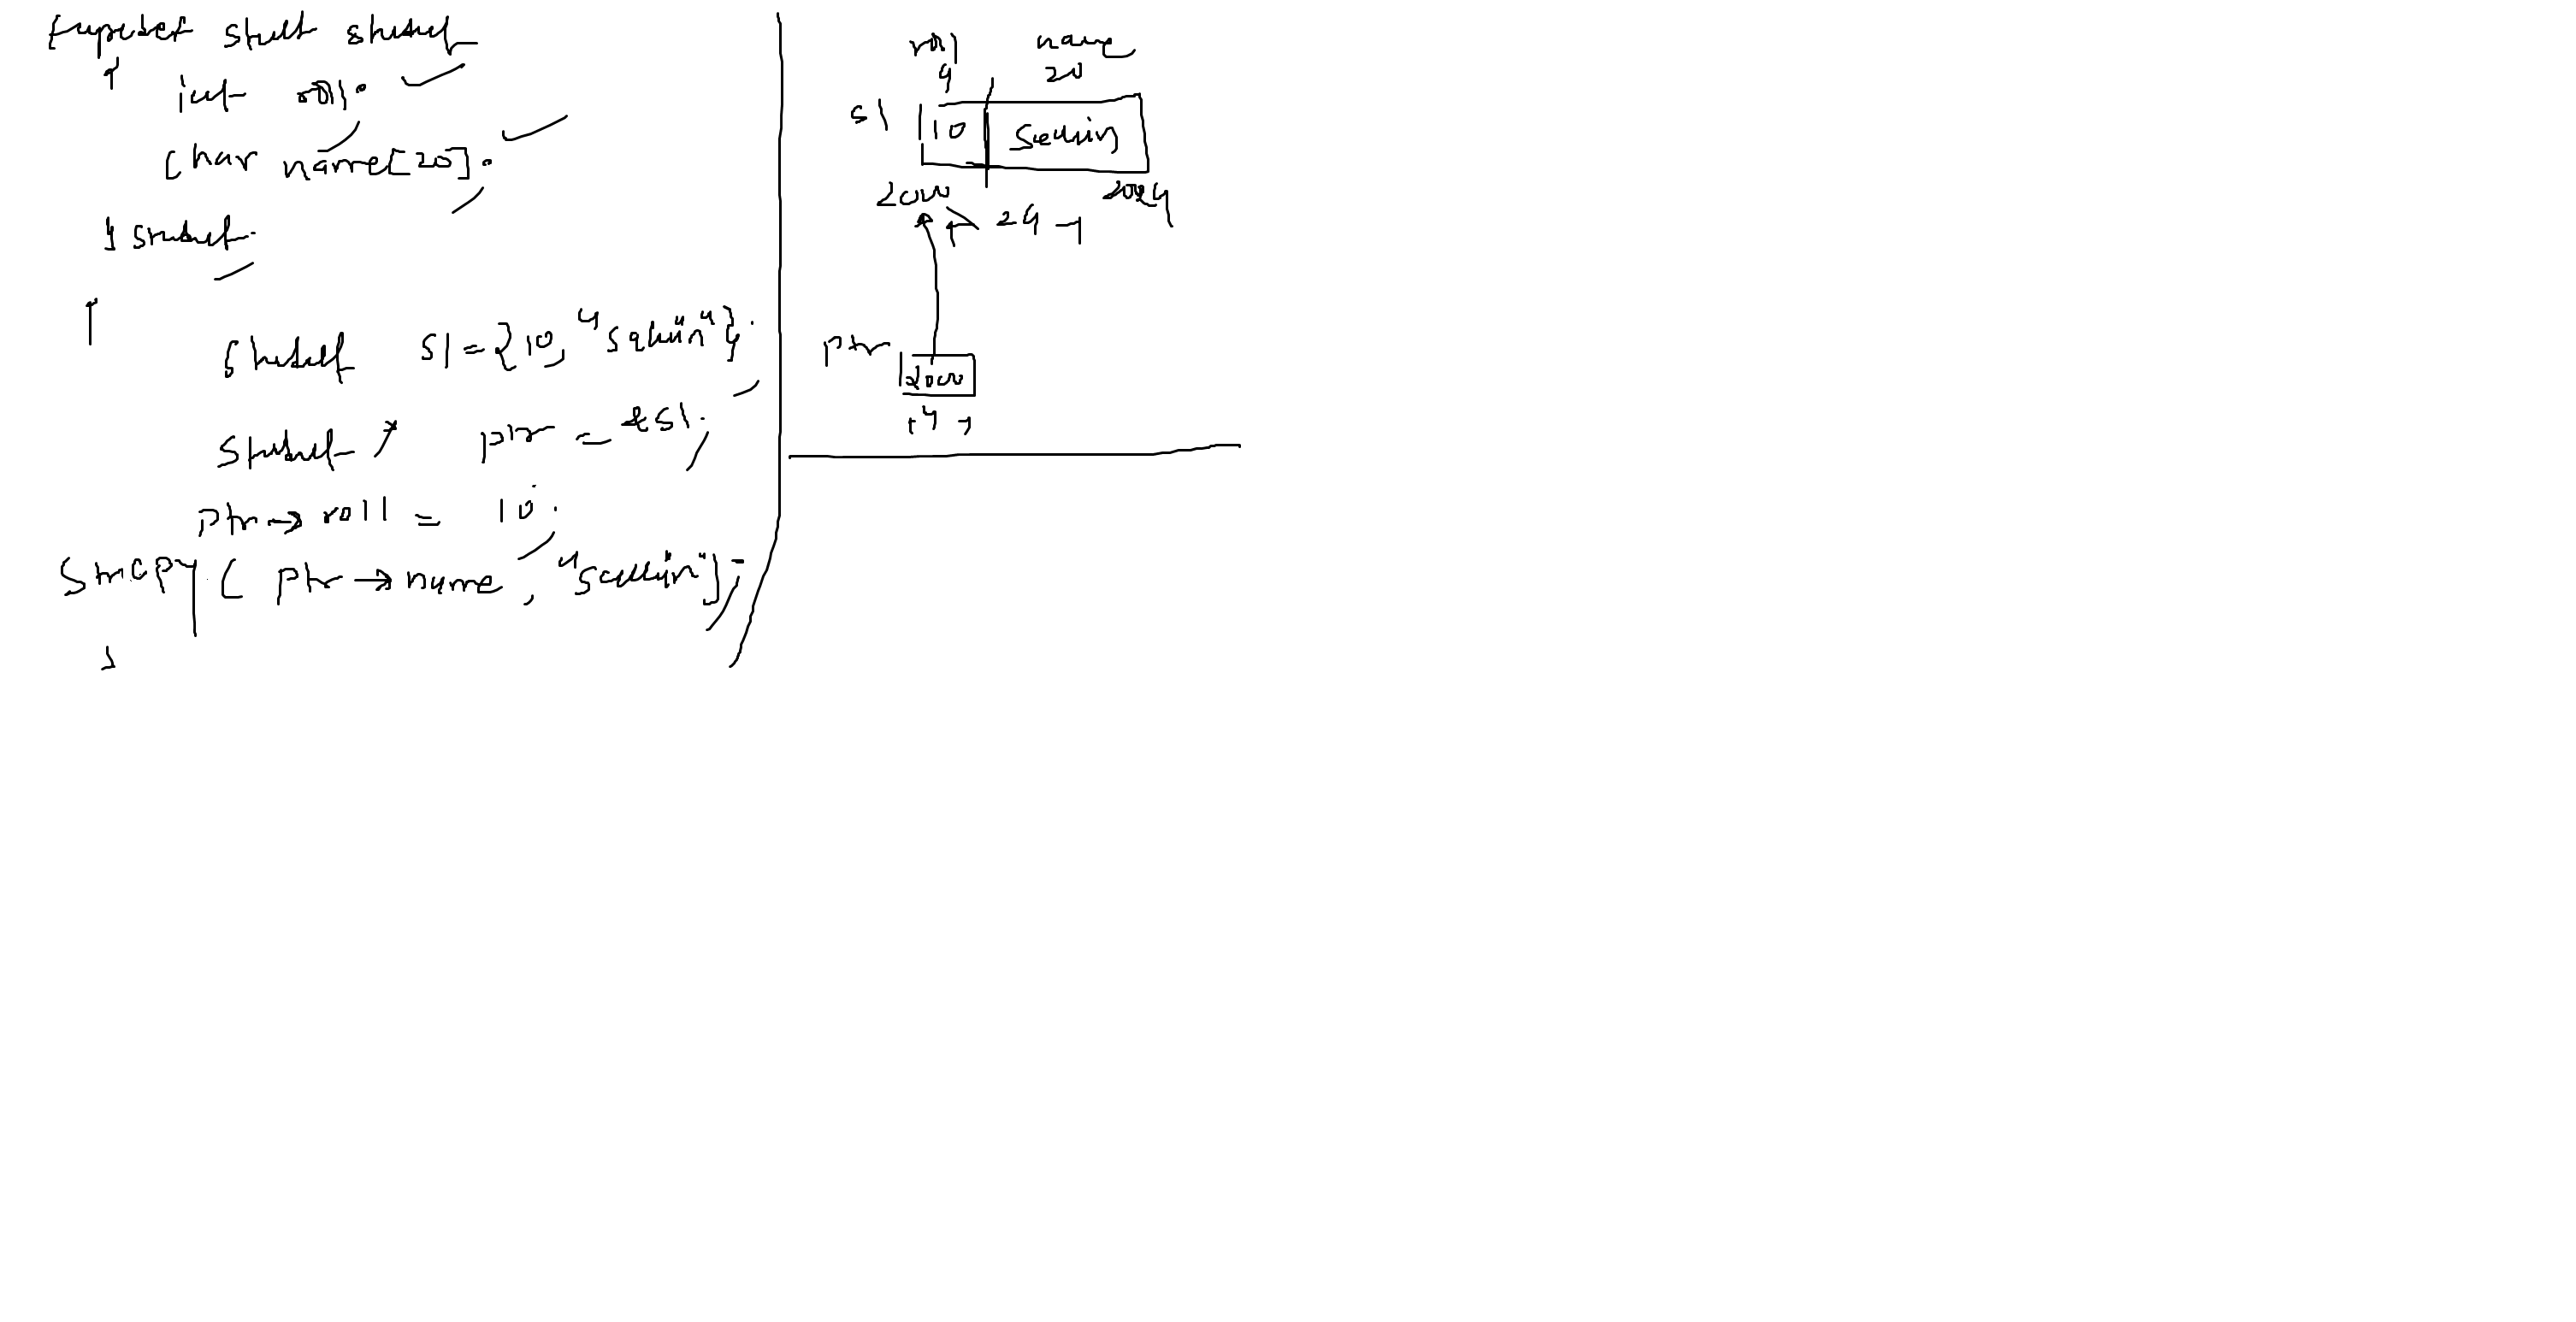 typedef struct student
{
int roll;
char name[20];
} student;
{
student s1 = {10, "sachin"};
student * ptr = &s1;
ptr → roll = 10;
strcpy ( ptr → name , "sachin");
}
roll name
4 20
s1 10 Sachin
2000 2024
24
ptr 2000
4